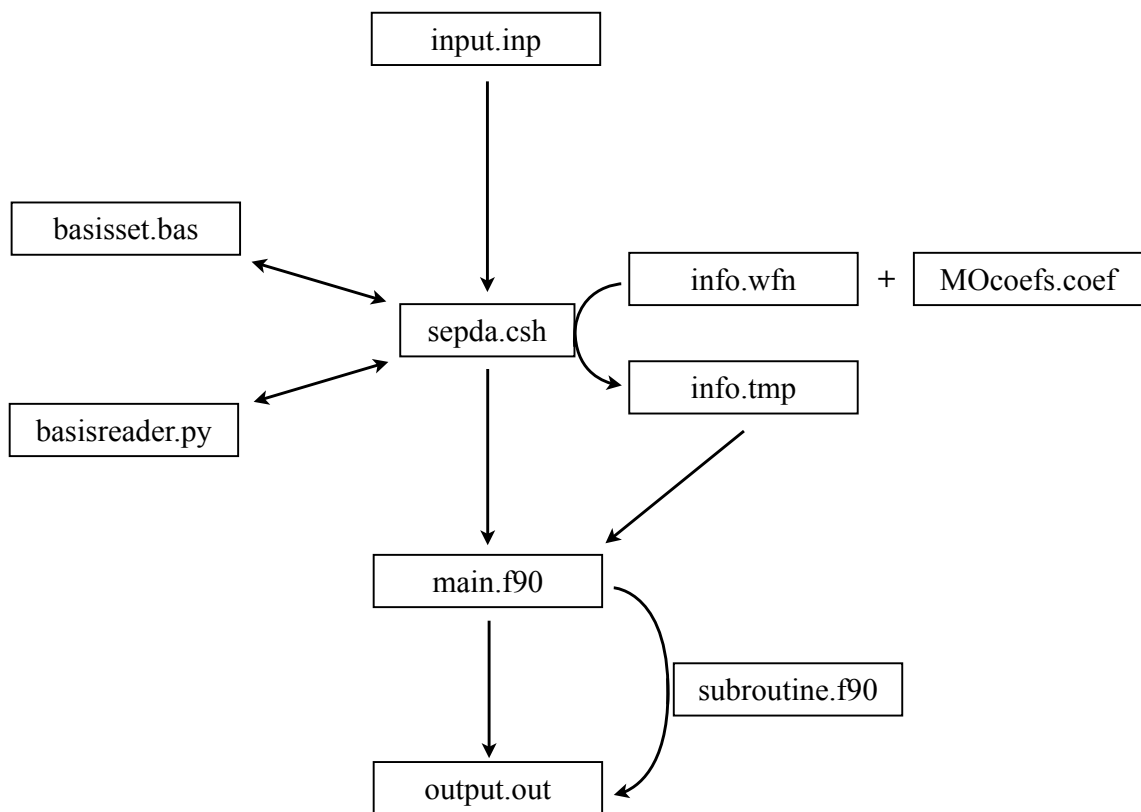 input.inp
basisset.bas
info.wfn + MOcoefs.coef
sepda.csh
info.tmp
basisreader.py
main.f90
subroutine.f90
output.out